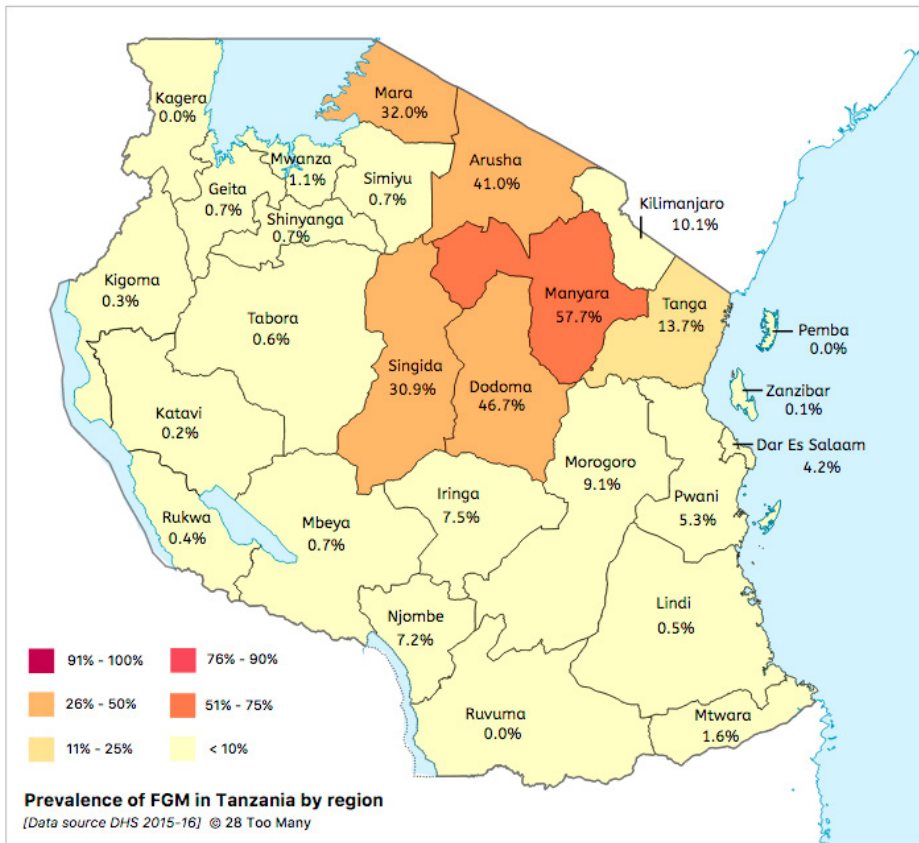 Kagera
0.0%
Mara
32.0%
Mwanza
1.1%
Arusha
41.0%
Simiyu
0.7%
Geita
0.7%
Kilimanjaro
10.1%
Shinyanga
0.7%
Kigoma
0.3%
Manyara
57.7%
Tanga
13.7%
Tabora
0.6%
Pemba
0.0%
Singida
30.9%
Dodoma
46.7%
Zanzibar
0.1%
Katavi
0.2%
Dar Es Salaam
4.2%
Morogoro
9.1%
Iringa
7.5%
Pwani
5.3%
Rukwa
0.4%
Mbeya
0.7%
Lindi
0.5%
Njombe
7.2%
Ruvuma
0.0%
Mtwara
1.6%
91% - 100%
76% - 90%
26% - 50%
51% - 75%
11% - 25%
< 10%
Prevalence of FGM in Tanzania by region
[Data source DHS 2015-16] © 28 Too Many